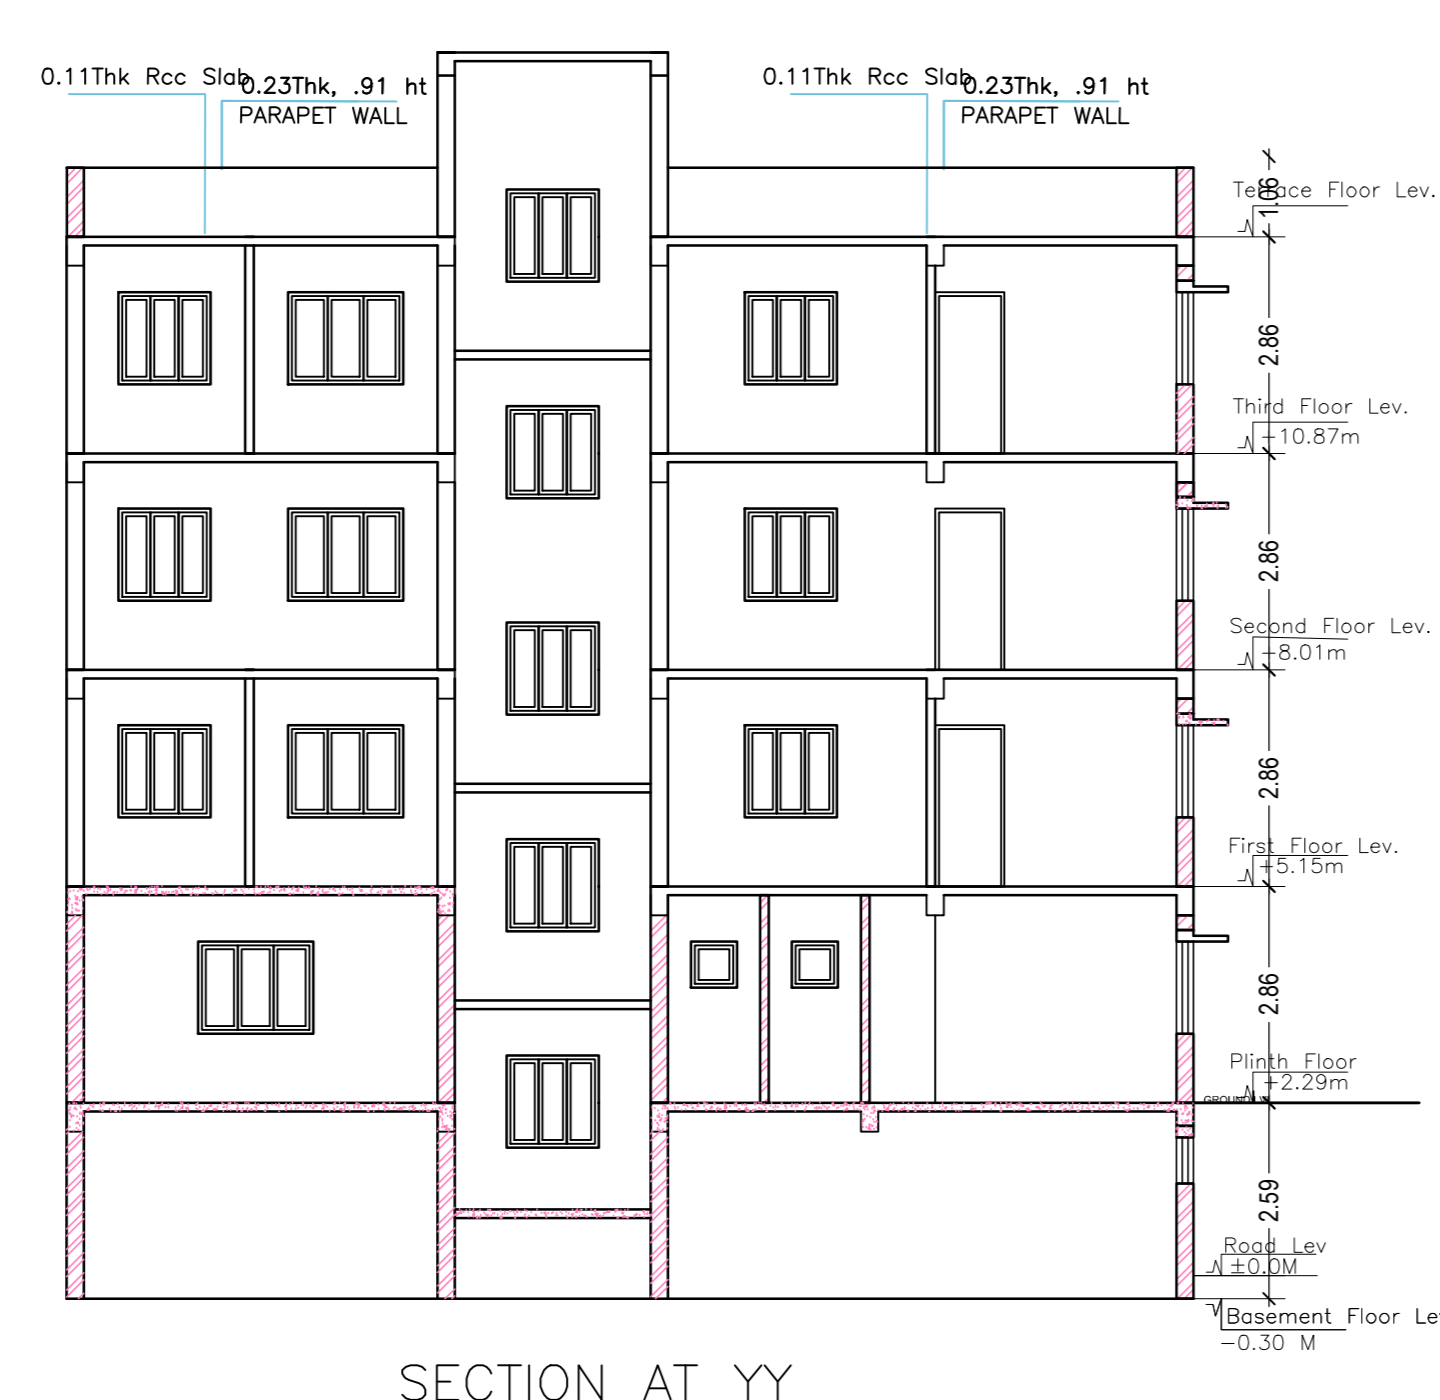 0.11Thk Rcc Slab
0.23Thk, .91 ht
PARAPET WALL
0.11Thk Rcc Slab
0.23Thk, .91 ht
PARAPET WALL
1.06
Terrace Floor Lev.
2.86
Third Floor Lev.
+10.87m
2.86
Second Floor Lev.
+8.01m
2.86
First Floor Lev.
+5.15m
2.86
Plinth Floor
+2.29m
2.59
Road Lev
±0.0M
Basement Floor Le
-0.30 M
SECTION AT YY